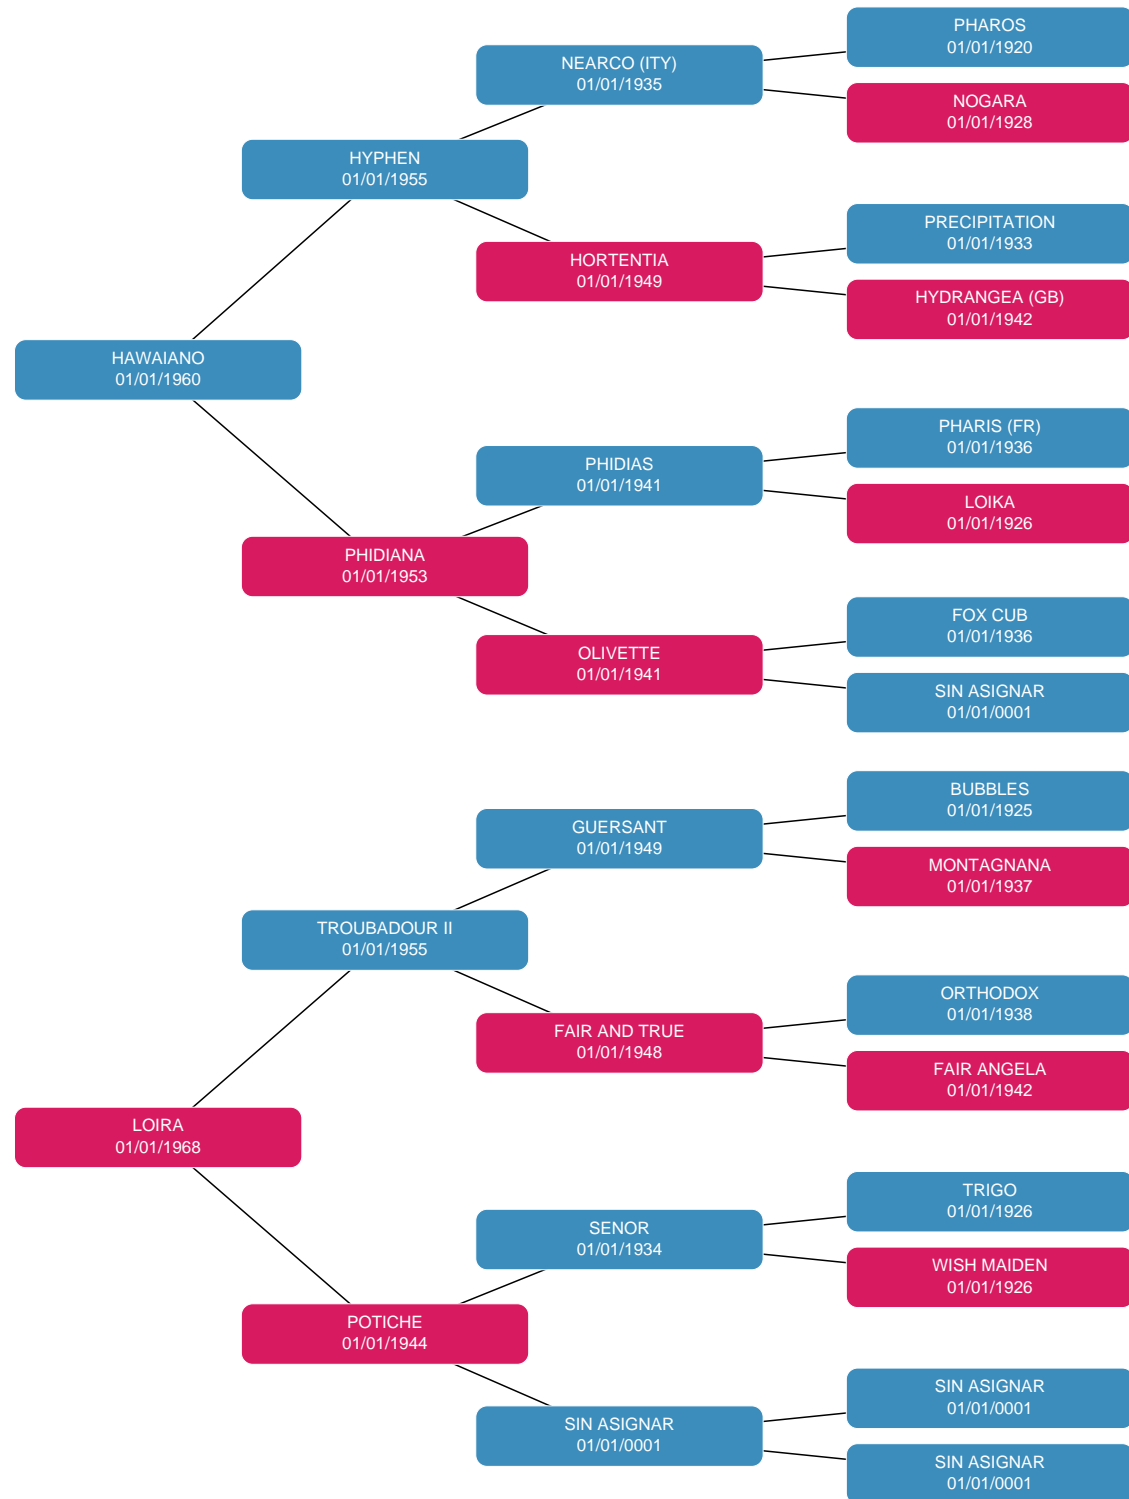 PHAROS
01/01/1920
NEARCO (ITY)
01/01/1935
NOGARA
01/01/1928
HYPHEN
01/01/1955
PRECIPITATION
01/01/1933
HORTENTIA
01/01/1949
HYDRANGEA (GB)
01/01/1942
HAWAIANO
01/01/1960
PHARIS (FR)
01/01/1936
PHIDIAS
01/01/1941
LOIKA
01/01/1926
PHIDIANA
01/01/1953
FOX CUB
01/01/1936
OLIVETTE
01/01/1941
SIN ASIGNAR
01/01/0001
BUBBLES
01/01/1925
GUERSANT
01/01/1949
MONTAGNANA
01/01/1937
TROUBADOUR II
01/01/1955
ORTHODOX
01/01/1938
FAIR AND TRUE
01/01/1948
FAIR ANGELA
01/01/1942
LOIRA
01/01/1968
TRIGO
01/01/1926
SENOR
01/01/1934
WISH MAIDEN
01/01/1926
POTICHE
01/01/1944
SIN ASIGNAR
01/01/0001
SIN ASIGNAR
01/01/0001
SIN ASIGNAR
01/01/0001